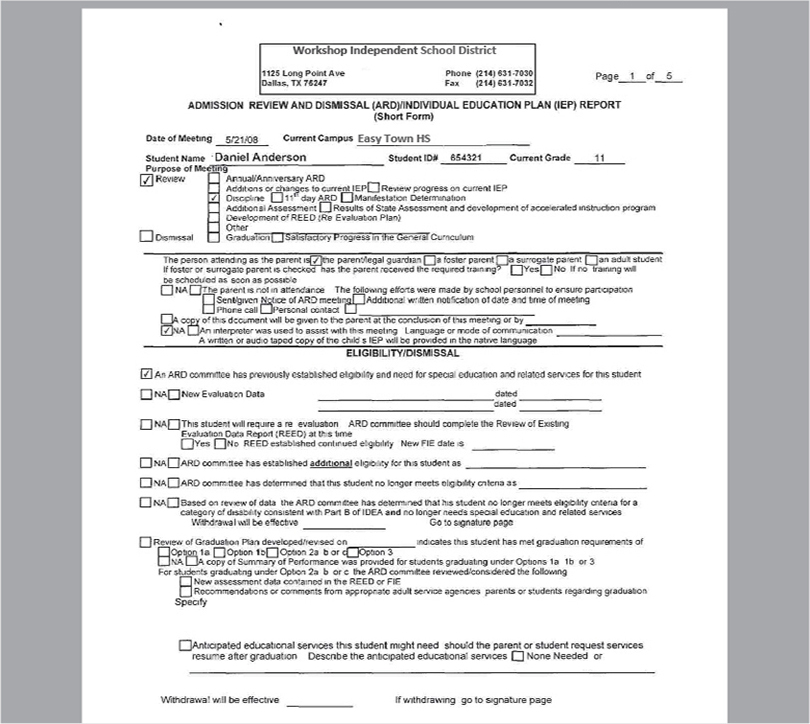 Workshop Independent School District
1125 Long Point Ave Phone (214) 631-7030
Dallas, TX 75247 Fax (214) 631-7032
Page 1 of 5
ADMISSION REVIEW AND DISMISSAL (ARD)/INDIVIDUAL EDUCATION PLAN (IEP) REPORT
(Short Form)
Date of Meeting 5/21/08 Current Campus Easy Town HS
Student Name Daniel Anderson Student ID# 654321 Current Grade 11
Purpose of Meeting
Review Annual/Anniversary ARD
Additions or changes to current IEP Review progress on current IEP
Discipline 11th day ARD Manifestation Determination
Additional Assessment Results of State Assessment and development of accelerated instruction program
Development of REED (Re Evaluation Plan)
Other
Dismissal Graduation Satisfactory Progress in the General Curriculum
The person attending as the parent is the parent/legal guardian a foster parent a surrogate parent an adult student
If foster or surrogate parent is checked has the parent received the required training? Yes No If no training will
be scheduled as soon as possible
NA The parent is not in attendance The following efforts were made by school personnel to ensure participation
Sent/given Notice of ARD meeting Additional written notification of date and time of meeting
Phone call Personal contact
A copy of this document will be given to the parent at the conclusion of this meeting or by
NA An interpreter was used to assist with this meeting Language or mode of communication
A written or audio taped copy of the child's IEP will be provided in the native language
ELIGIBILITY/DISMISSAL
An ARD committee has previously established eligibility and need for special education and related services for this student
NA New Evaluation Data dated
dated
NA This student will require a re evaluation ARD committee should complete the Review of Existing
Evaluation Data Report (REED) at this time
Yes No REED established continued eligibility New FIE date is
NA ARD committee has established additional eligibility for this student as
NA ARD committee has determined that this student no longer meets eligibility criteria as
NA Based on review of data the ARD committee has determined that his student no longer meets eligibility criteria for a
category of disability consistent with Part B of IDEA and no longer needs special education and related services
Withdrawal will be effective Go to signature page
Review of Graduation Plan developed/revised on indicates this student has met graduation requirements of
Option 1a Option 1b Option 2a b or c Option 3
NA A copy of Summary of Performance was provided for students graduating under Options 1a 1b or 3
For students graduating under Option 2a b or c the ARD committee reviewed/considered the following
New assessment data contained in the REED or FIE
Recommendations or comments from appropriate adult service agencies parents or students regarding graduation
Specify
Anticipated educational services this student might need should the parent or student request services
resume after graduation Describe the anticipated educational services None Needed or
Withdrawal will be effective If withdrawing go to signature page